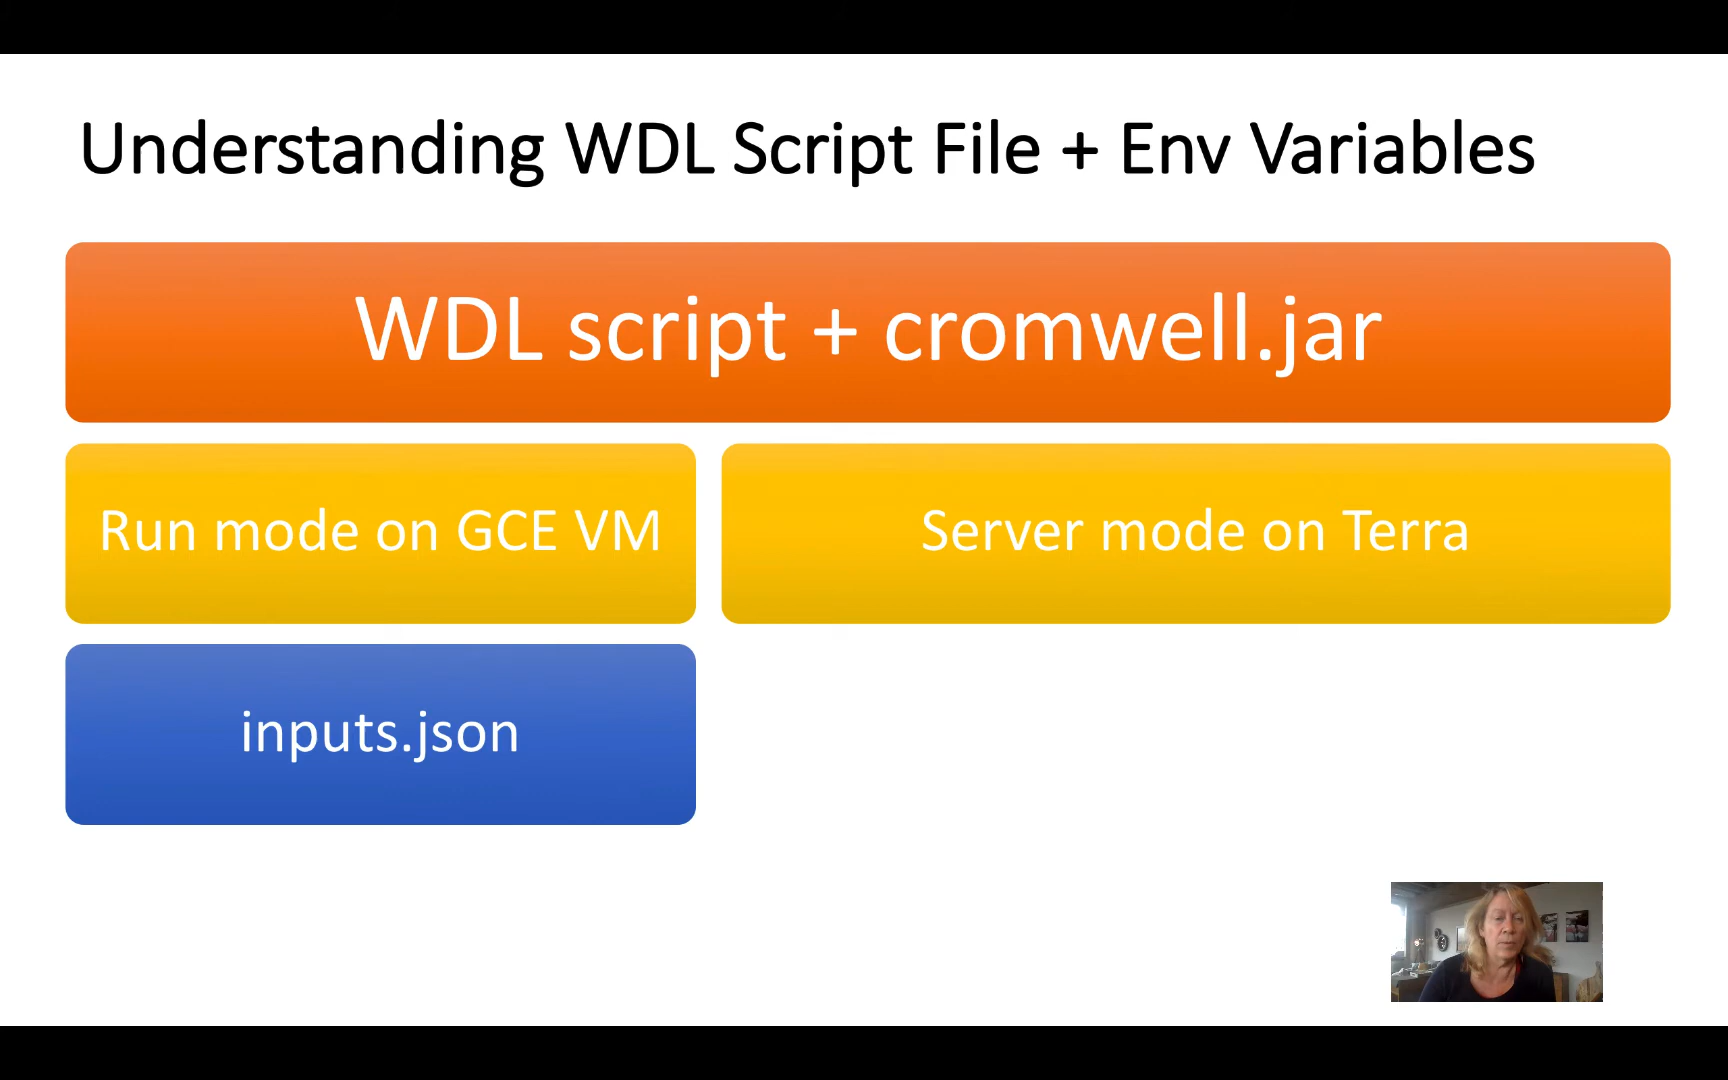 Understanding WDL Script File + Env Variables
WDL script + cromwell.jar
Run mode on GCE VM
Server mode on Terra
inputs.json